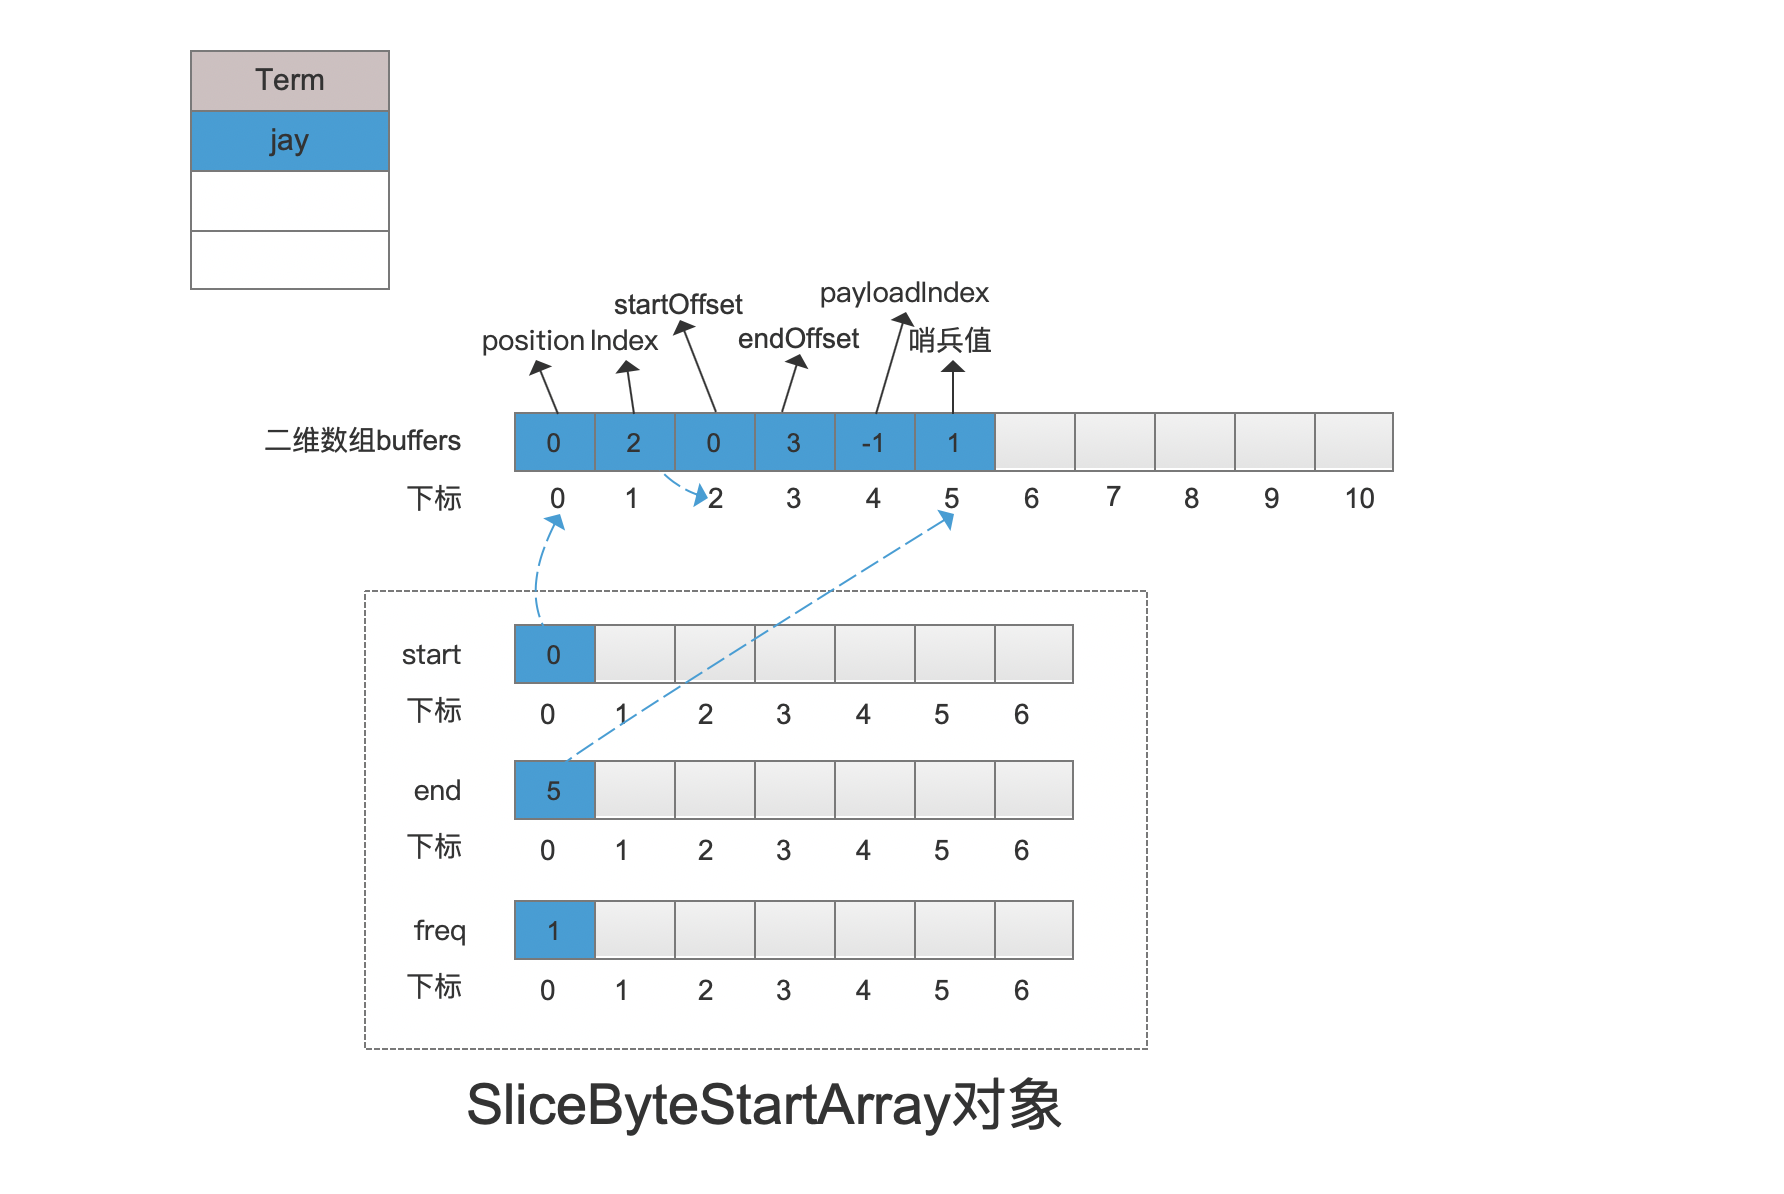 Term
jay
payloadIndex
startOffset
position Index
endOffset
哨兵值
二维数组buffers
0 2 0 3 -1 1
下标
0 1 2 3 4 5 6 7 8 9 10
start
0
下标
0 1 2 3 4 5 6
end
5
下标
0 1 2 3 4 5 6
freq
1
下标
0 1 2 3 4 5 6
SliceByteStartArray对象